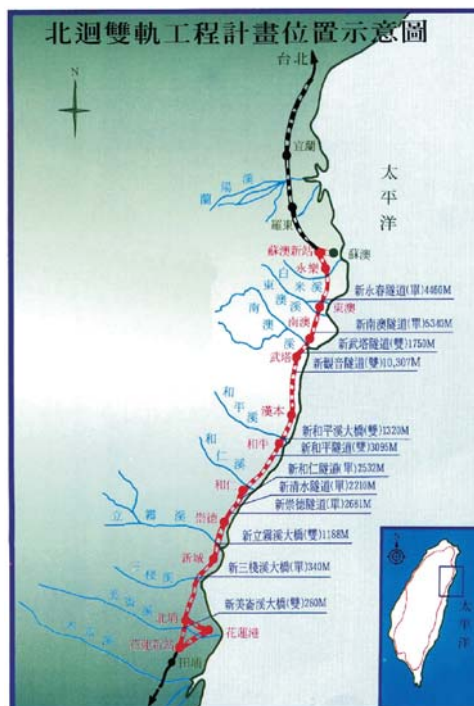 北迴雙軌工程計畫位置示意圖
台北
N
宜蘭
太平洋
蘭陽溪
羅東
蘇澳新站
蘇澳
永樂
白米溪
東澳溪
新永春隧道(單)4460M
東澳
南澳溪
新南澳隧道(單)5340M
南澳
新武塔隧道(雙)1750M
武塔
新觀音隧道(雙)10,307M
和平溪
漢本
新和平溪大橋(雙)1320M
和平
新和平隧道(雙)3095M
和仁溪
新和仁隧道(單)2532M
新清水隧道(單)2210M
和仁
新崇德隧道(單)2681M
崇德
立霧溪
新立霧溪大橋(雙)1188M
新城
三棧溪
新三棧溪大橋(單)340M
美崙溪
新美崙溪大橋(雙)260M
北埔
花蓮港
花蓮新站
田埔
太平洋